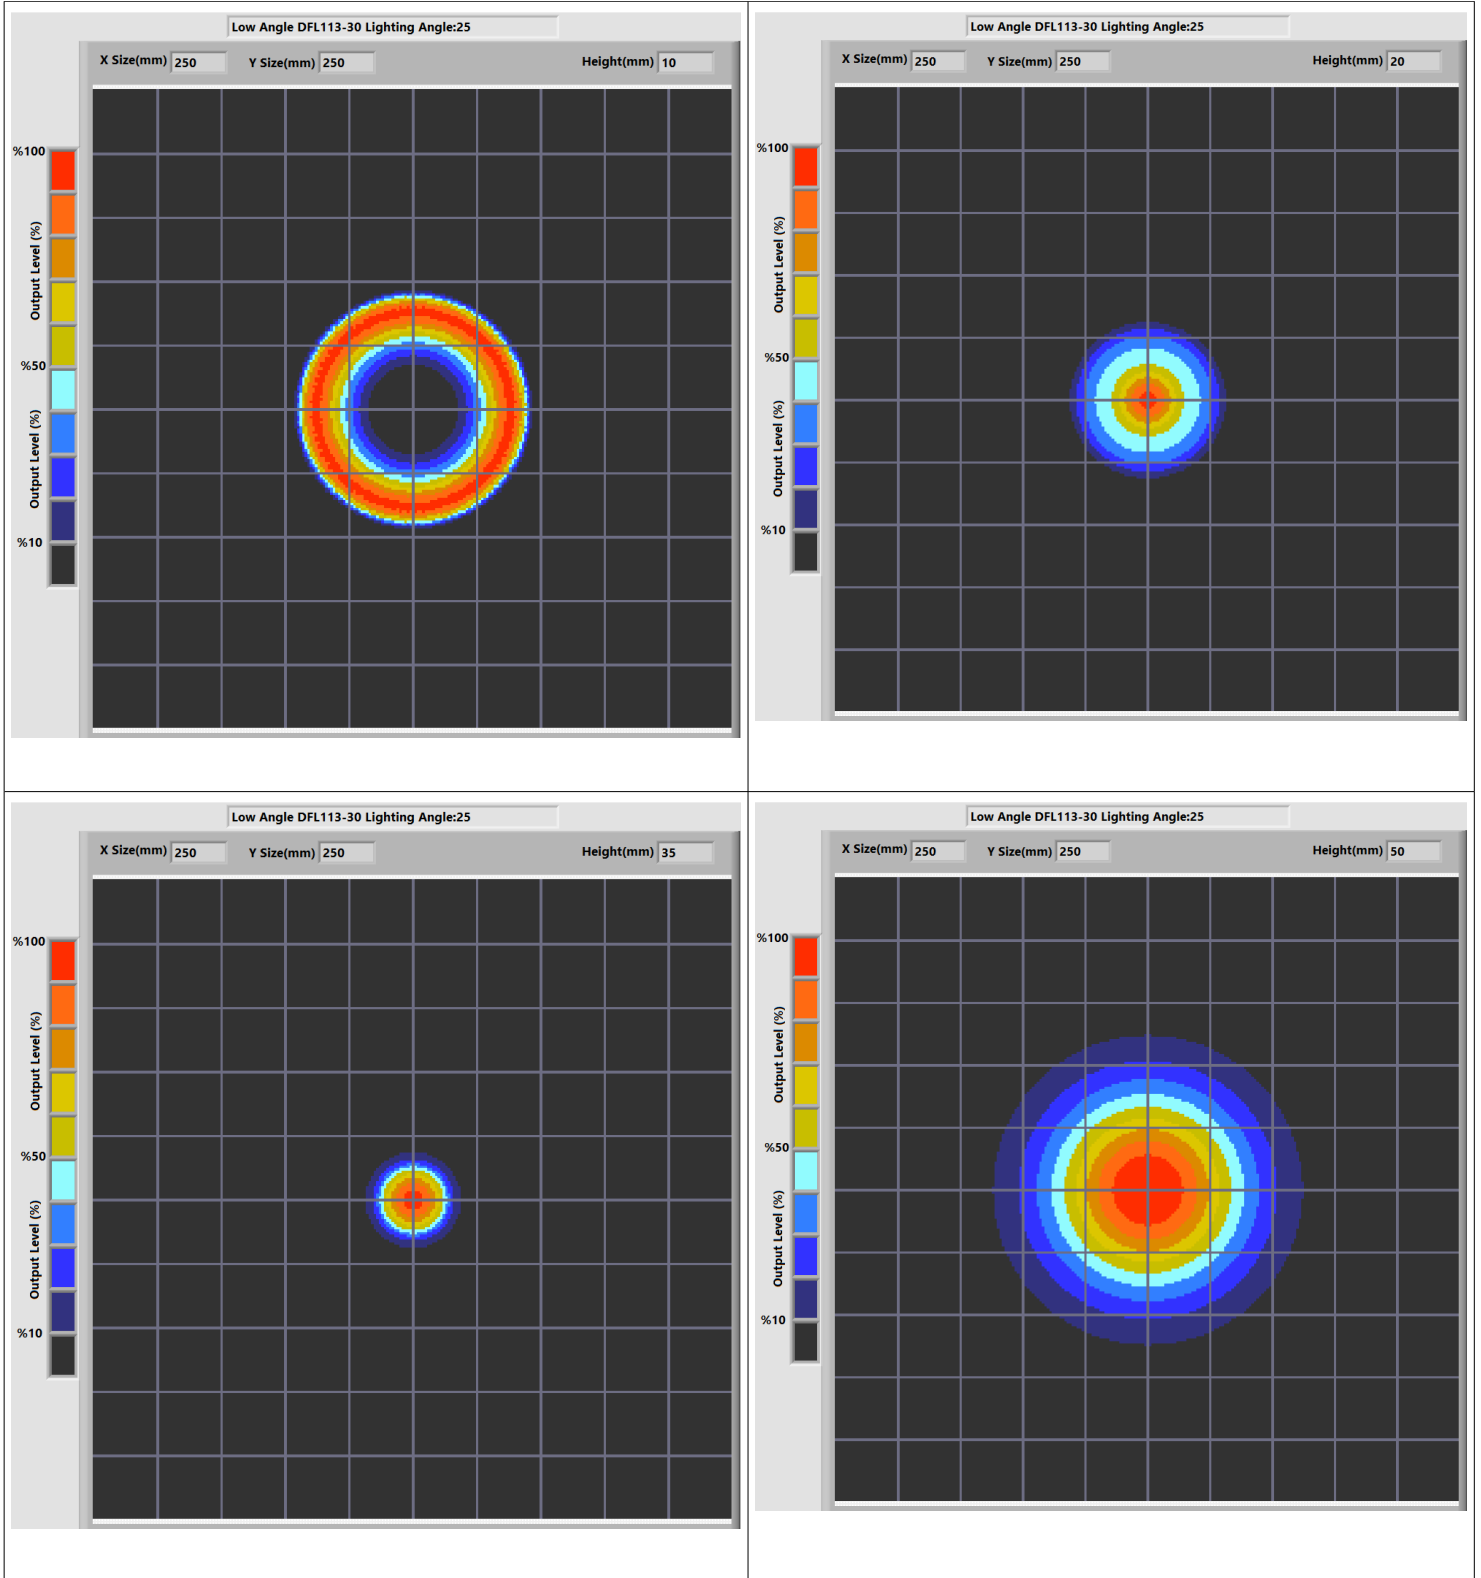 Low Angle DFL113-30 Lighting Angle:25
X Size(mm) 250 Y Size(mm) 250 Height(mm) 10
%100
Output Level (%)
%50
Output Level (%)
%10
Low Angle DFL113-30 Lighting Angle:25
X Size(mm) 250 Y Size(mm) 250 Height(mm) 20
%100
Output Level (%)
%50
Output Level (%)
%10
Low Angle DFL113-30 Lighting Angle:25
X Size(mm) 250 Y Size(mm) 250 Height(mm) 35
%100
Output Level (%)
%50
Output Level (%)
%10
Low Angle DFL113-30 Lighting Angle:25
X Size(mm) 250 Y Size(mm) 250 Height(mm) 50
%100
Output Level (%)
%50
Output Level (%)
%10